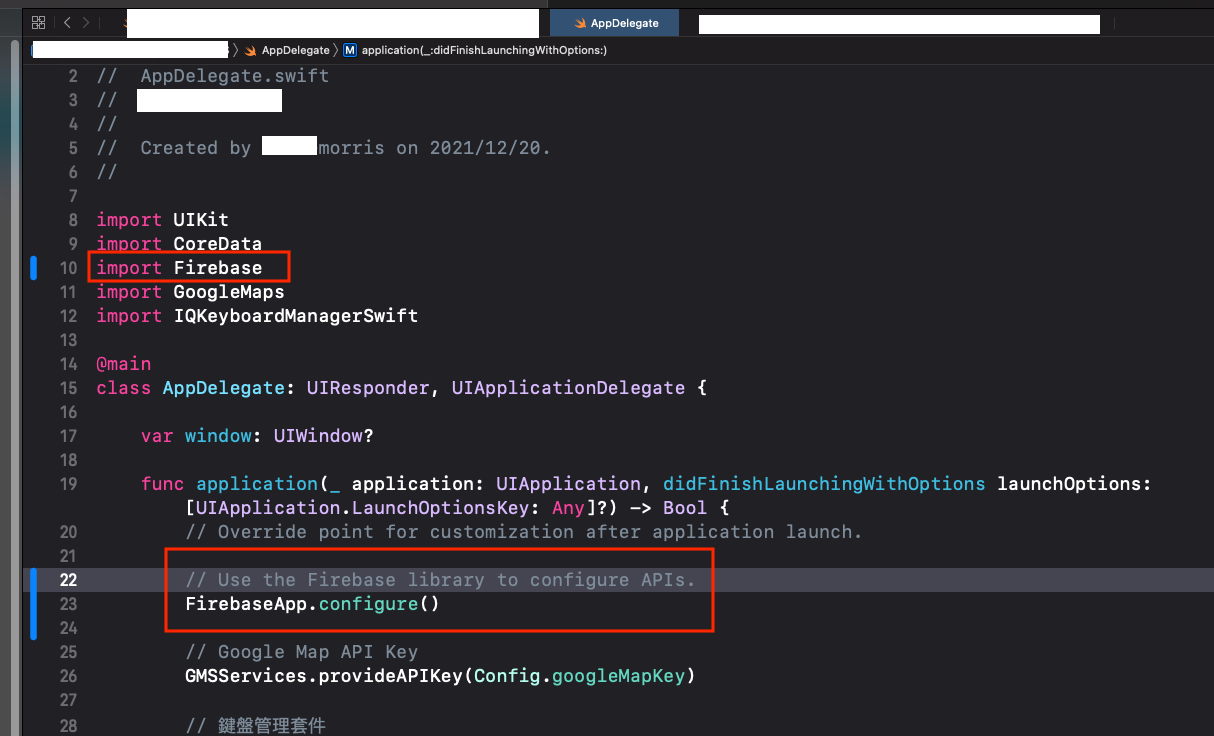 AppDelegate
AppDelegate M application(_:didFinishLaunchingWithOptions:)
2 // AppDelegate.swift
3 //
4 //
5 // Created by morris on 2021/12/20.
6 //
7
8 import UIKit
9 import CoreData
10 import Firebase
11 import GoogleMaps
12 import IQKeyboardManagerSwift
13
14 @main
15 class AppDelegate: UIResponder, UIApplicationDelegate {
16
17 var window: UIWindow?
18
19 func application(_ application: UIApplication, didFinishLaunchingWithOptions launchOptions:
[UIApplication.LaunchOptionsKey: Any]?) -> Bool {
20 // Override point for customization after application launch.
21
22 // Use the Firebase library to configure APIs.
23 FirebaseApp.configure()
24
25 // Google Map API Key
26 GMSServices.provideAPIKey(Config.googleMapKey)
27
28 // 鍵盤管理套件